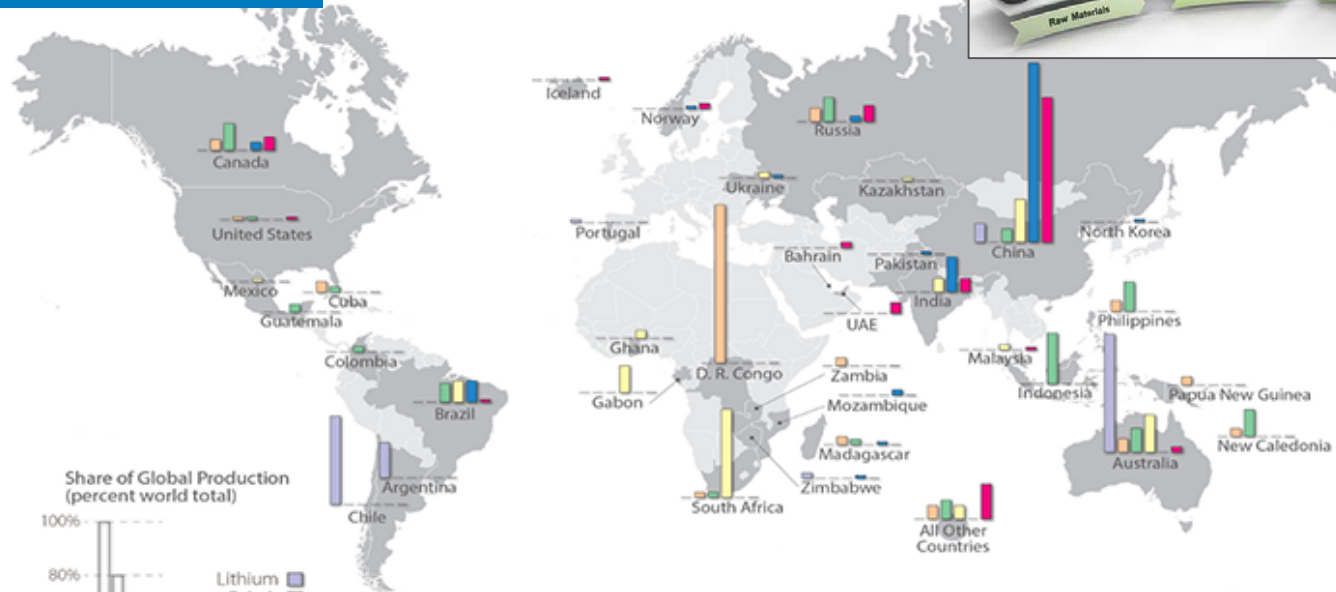 Raw Materials
Iceland
Norway
Russia
Canada
Ukraine
Kazakhstan
United States
Portugal
North Korea
Bahrain
Pakistan
China
Mexico
Cuba
India
Guatemala
UAE
Philippines
Ghana
Malaysia
Colombia
D. R. Congo
Zambia
Indonesia
Papua New Guinea
Gabon
Mozambique
Brazil
New Caledonia
Madagascar
Australia
Share of Global Production
(percent world total)
Argentina
Zimbabwe
South Africa
Chile
100%
All Other
Countries
80%
Lithium